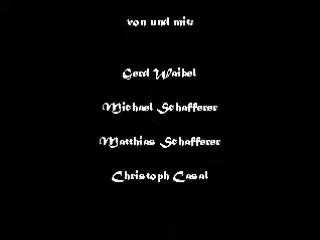 von und mit:
Gerd Waibel
Michael Schafferer
Matthias Schafferer
Christoph Casal